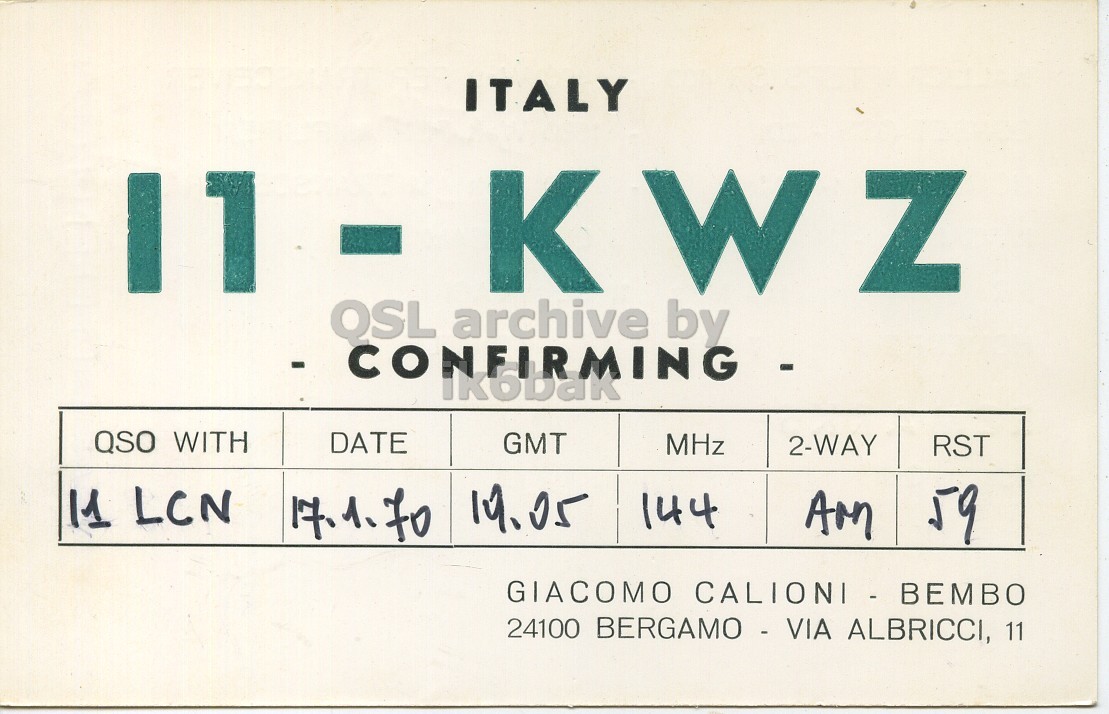 ITALY
I1 - KWZ
QSL archive by
- CONFIRMING -
ik6bak
QSO WITH DATE GMT MHz 2-WAY RST
I1 LCN 17.1.70 19.05 144 AM 59
GIACOMO CALIONI - BEMBO
24100 BERGAMO - VIA ALBRICCI, 11